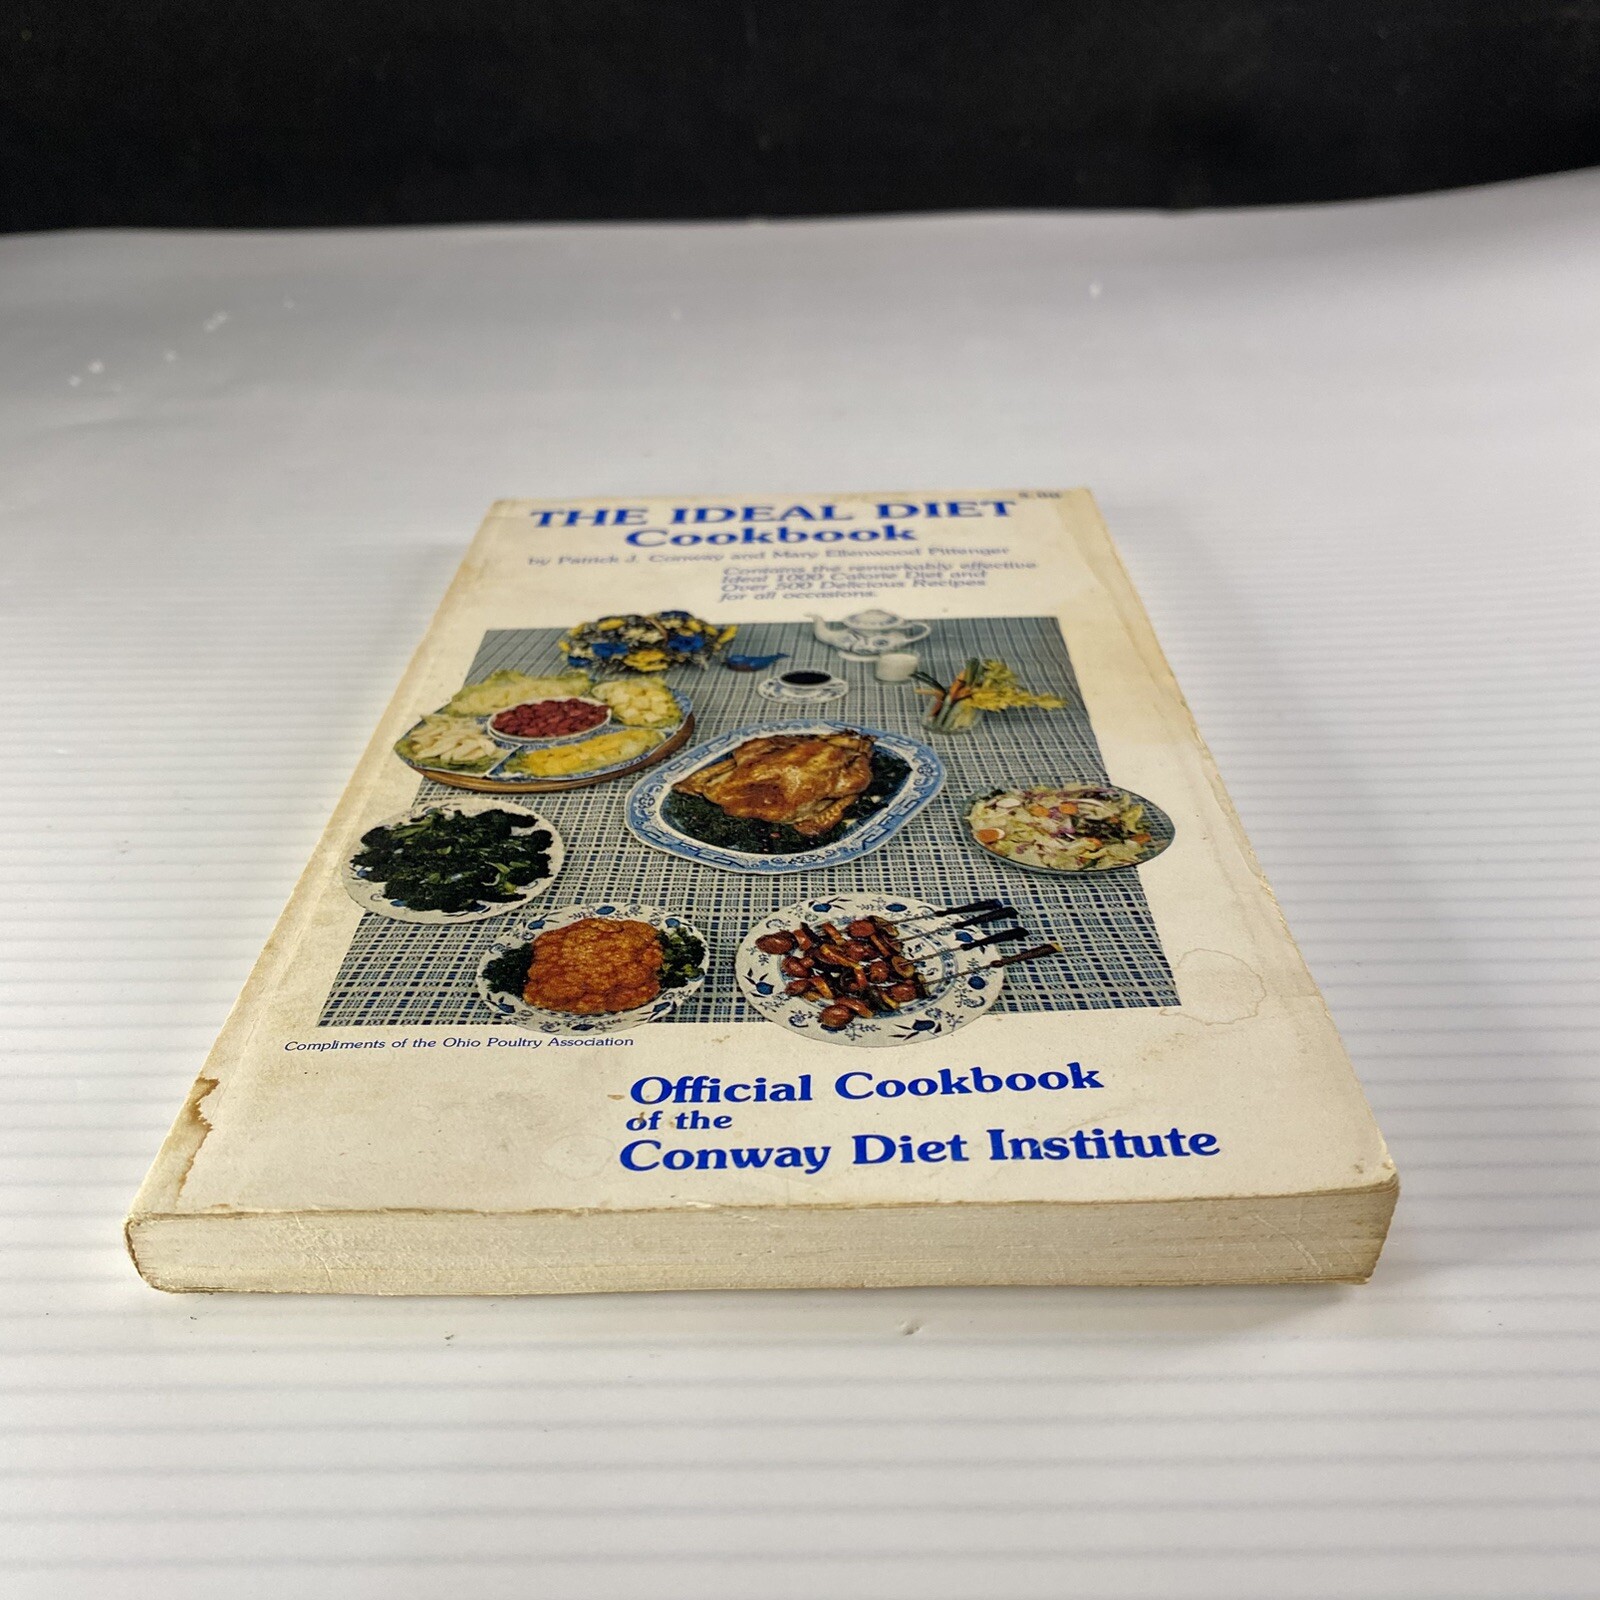 THE IDEAL DIET
Cookbook
by Patrick J. Conway and Mary Ellenwood Pittenger
Contains the remarkably effective
Ideal 1000 Calorie Diet and
Over 500 Delicious Recipes
for all occasions.
Compliments of the Ohio Poultry Association
Official Cookbook
of the
Conway Diet Institute